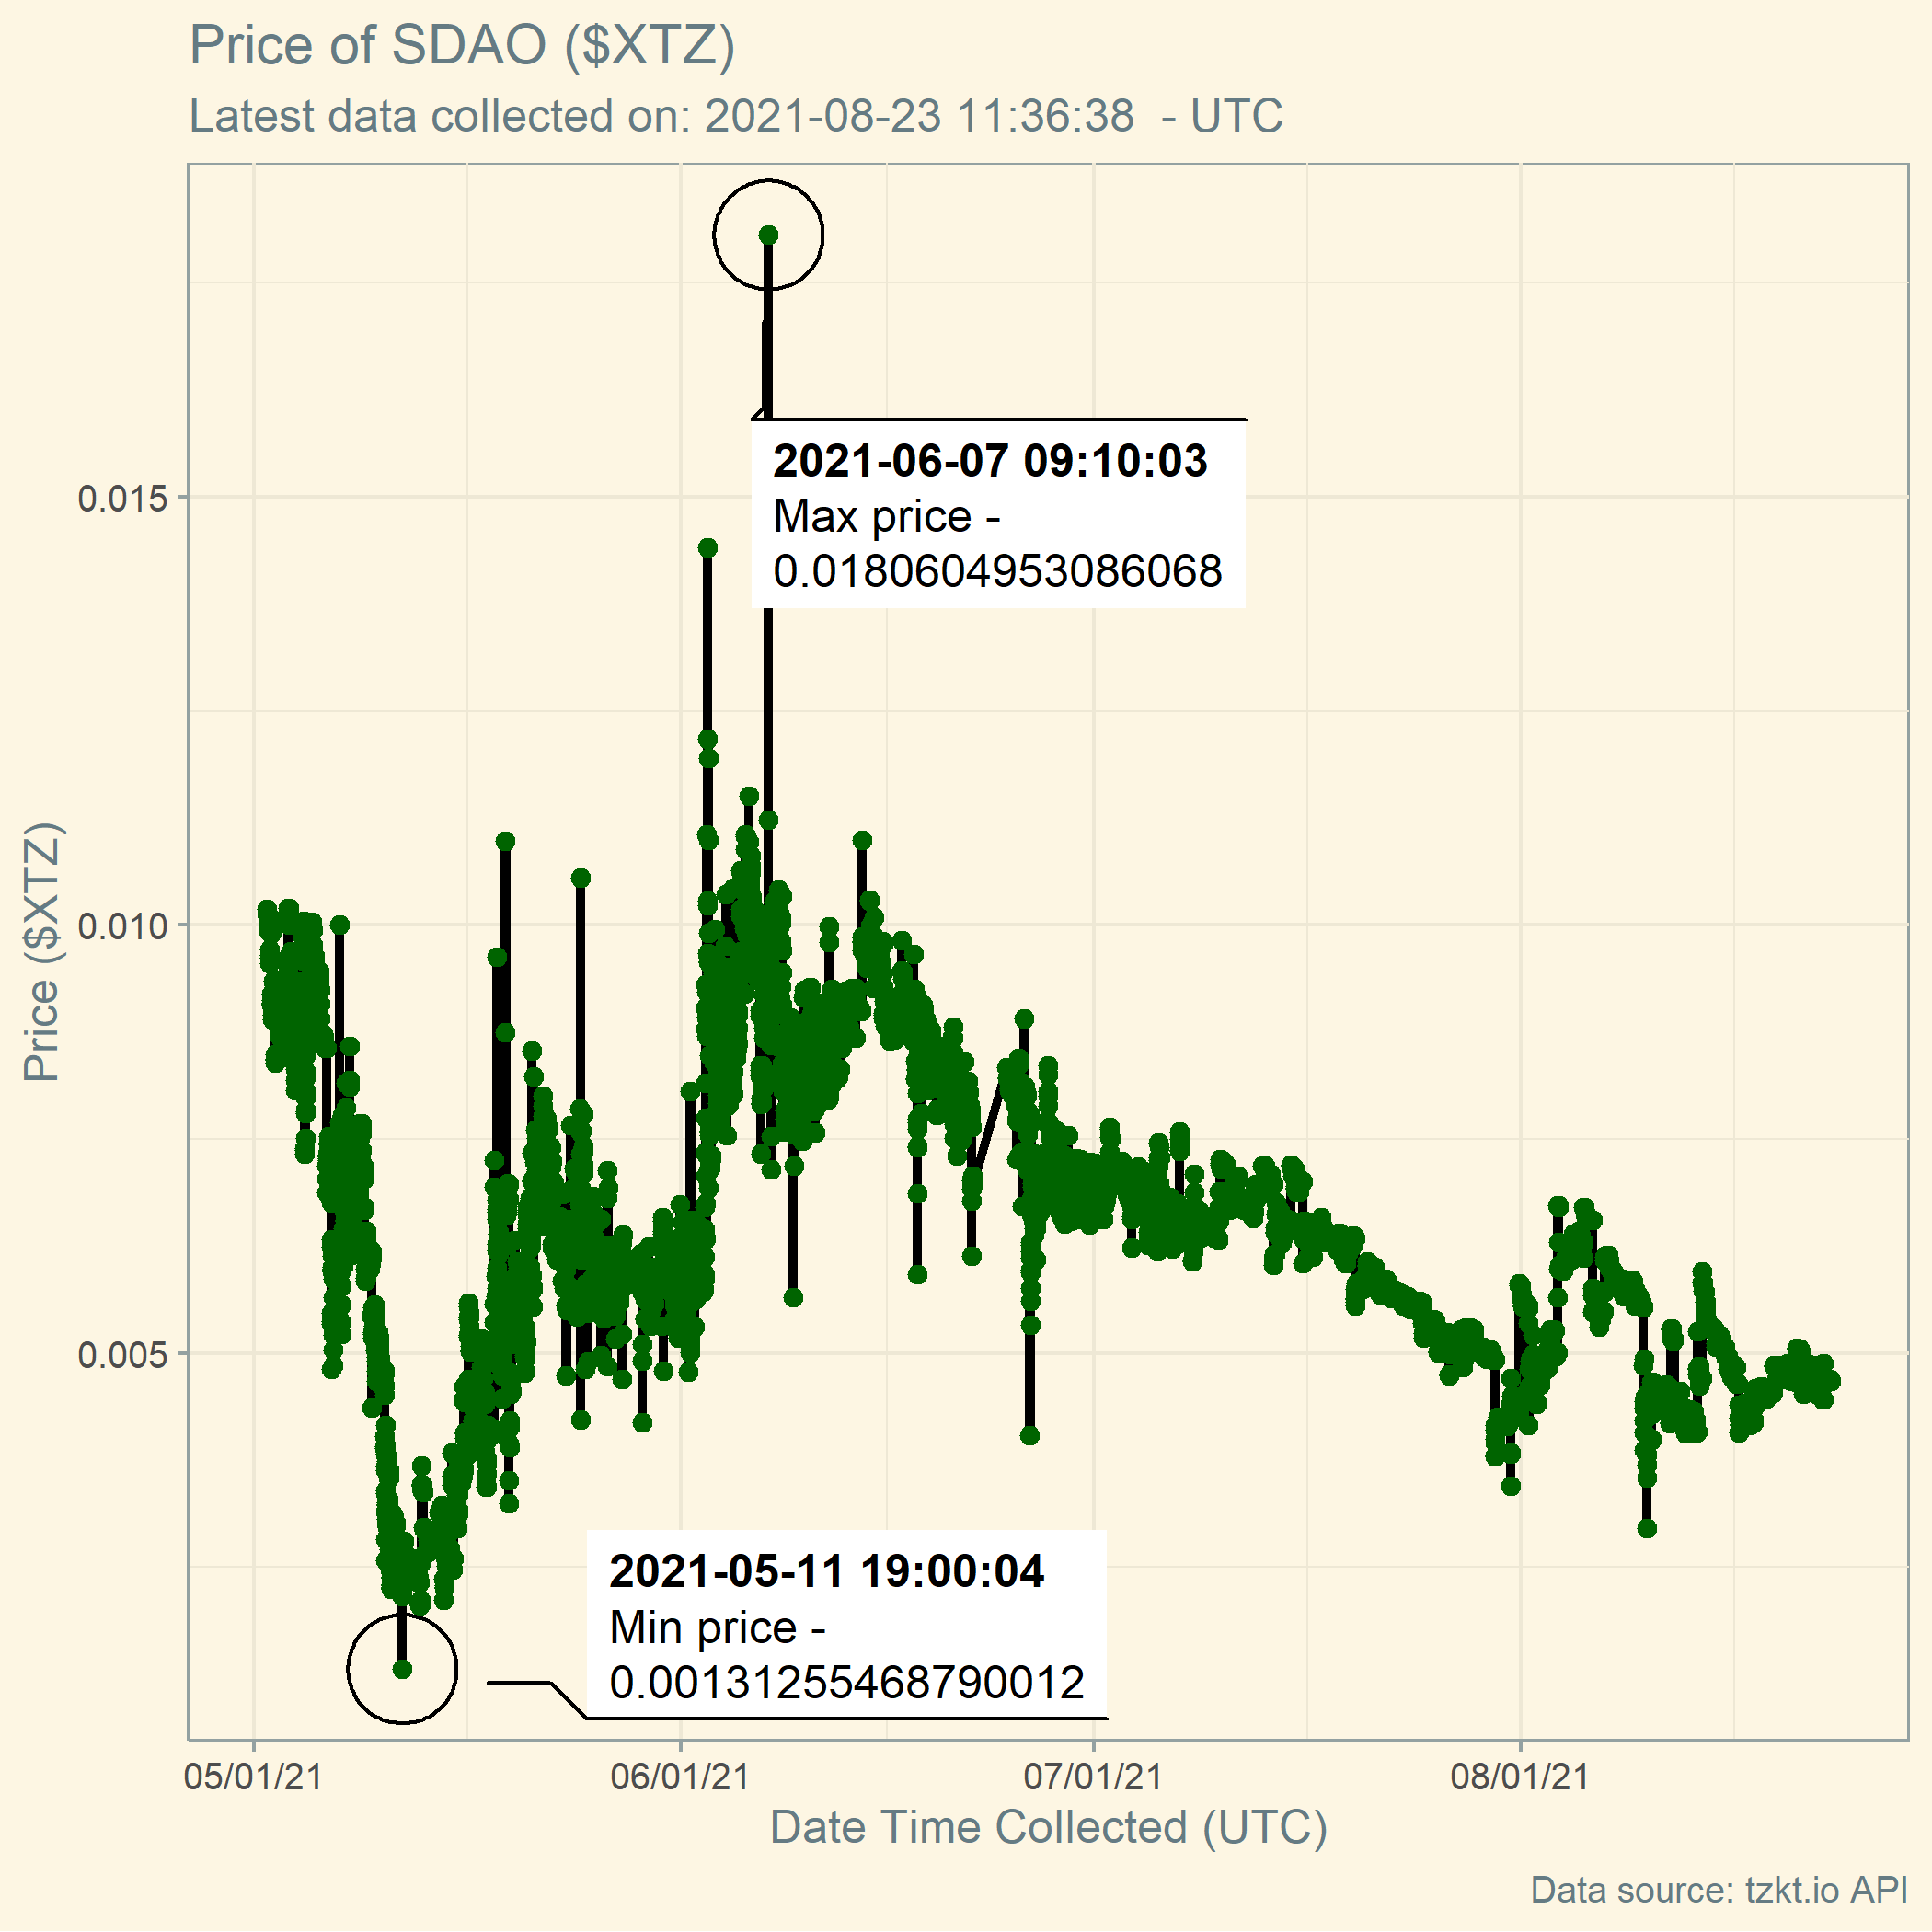 Price of SDAO ($XTZ)
Latest data collected on: 2021-08-23 11:36:38  - UTC
2021-06-07 09:10:03
Max price -
0.0180604953086068
0.015
0.010
0.005
Price ($XTZ)
2021-05-11 19:00:04
Min price -
0.00131255468790012
05/01/21
06/01/21
07/01/21
08/01/21
Date Time Collected (UTC)
Data source: tzkt.io API